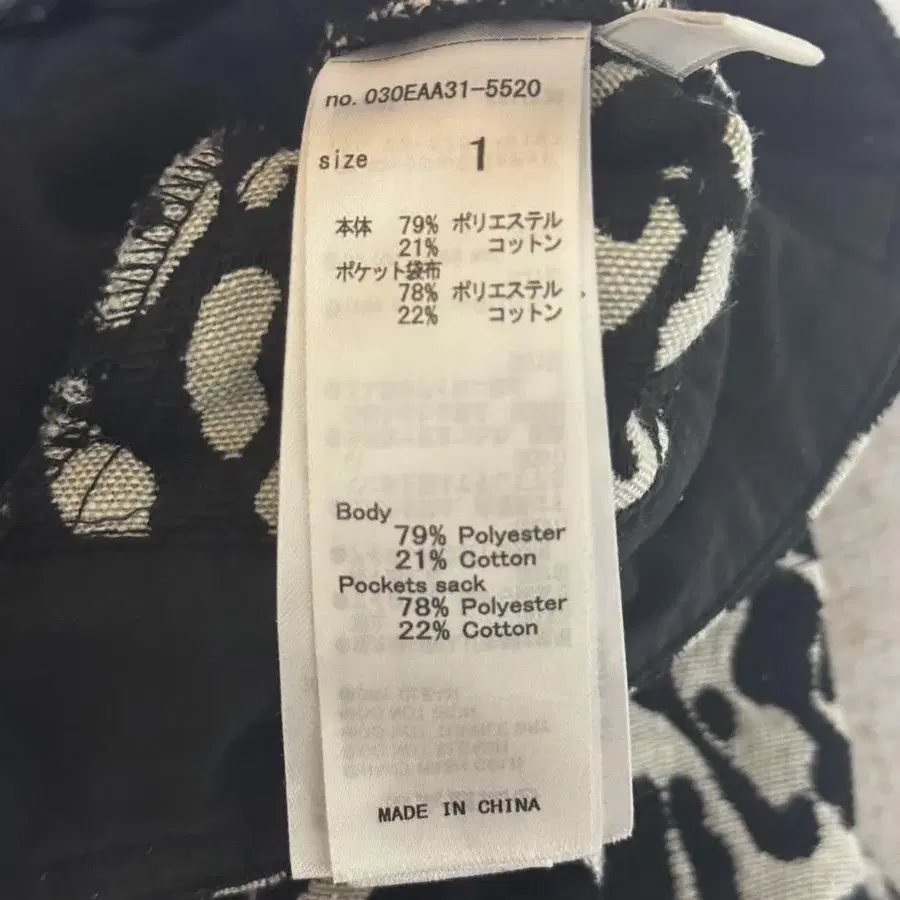 no. 030EAA31-5520
size 1
本体 79% ポリエステル
21% コットン
ポケット袋布
78% ポリエステル
22% コットン
Body
79% Polyester
21% Cotton
Pockets sack
78% Polyester
22% Cotton
MADE IN CHINA